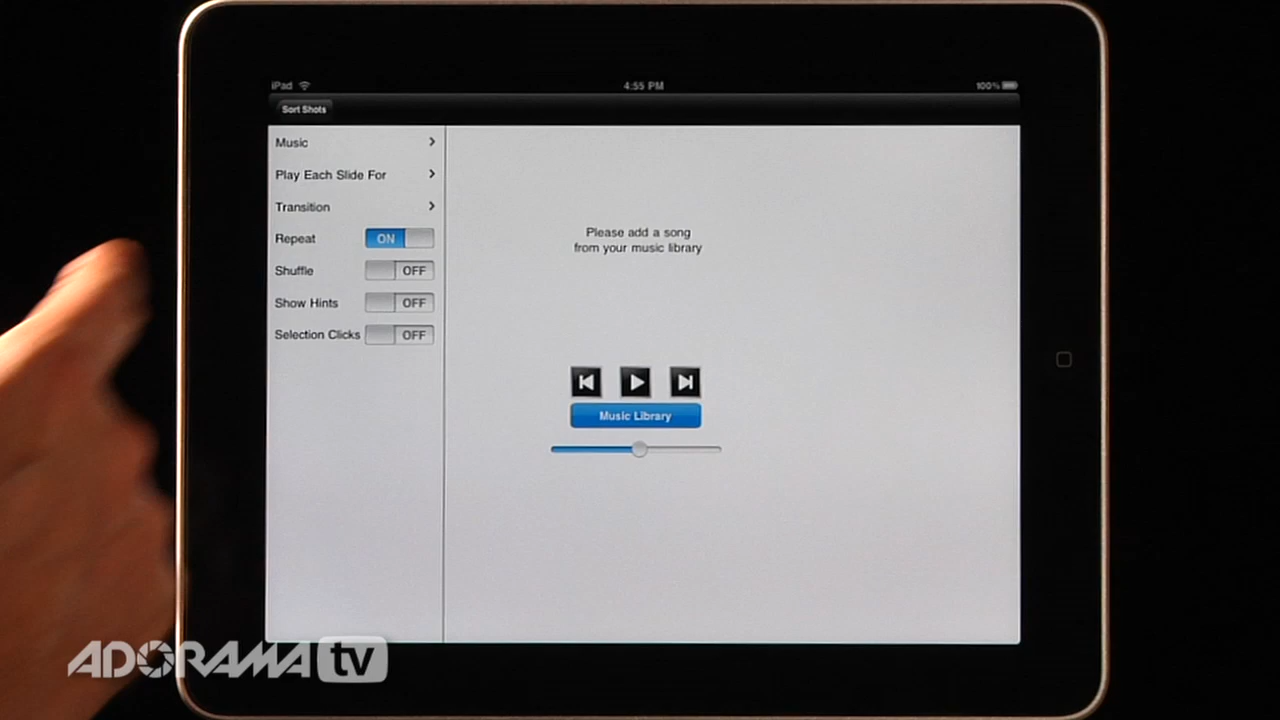 iPad
4:55 PM
100%
Sort Shots
Music
Play Each Slide For
Transition
Repeat ON
Shuffle OFF
Show Hints OFF
Selection Clicks OFF
Please add a song
from your music library
Music Library
ADORAMA tv